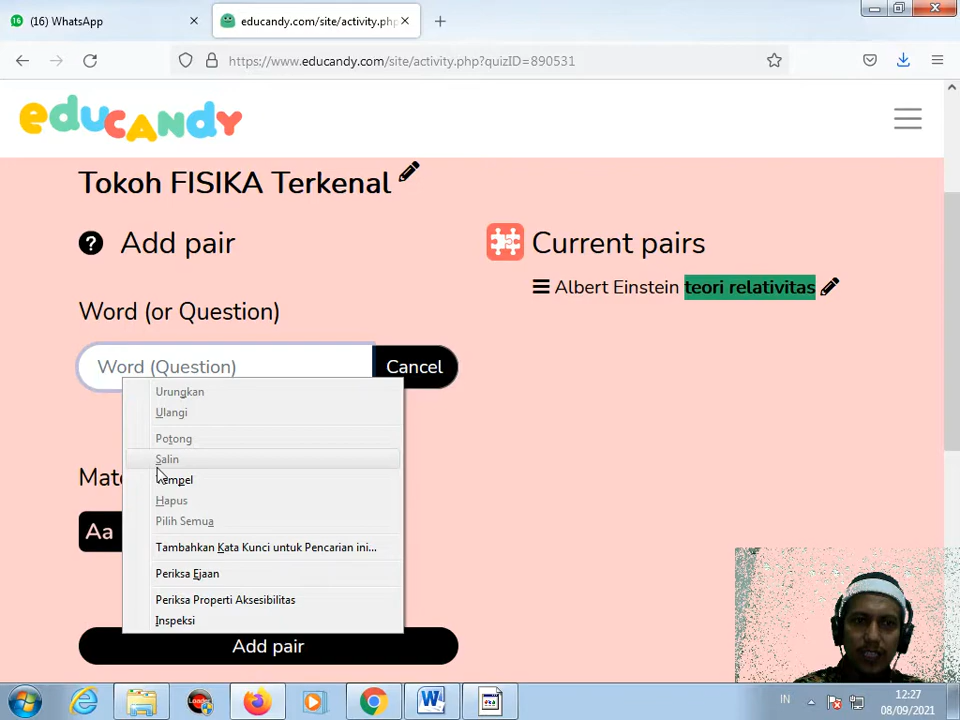 (16) WhatsApp
educandy.com/site/activity.php
https://www.educandy.com/site/activity.php?quizID=890531
educandy
Tokoh FISIKA Terkenal
? Add pair
Current pairs
Albert Einstein teori relativitas
Word (or Question)
Word (Question)
Cancel
Urungkan
Ulangi
Potong
Salin
Tempel
Hapus
Pilih Semua
Tambahkan Kata Kunci untuk Pencarian ini...
Periksa Ejaan
Periksa Properti Aksesibilitas
Inspeksi
Aa
Add pair
IN
12:27
08/09/2021